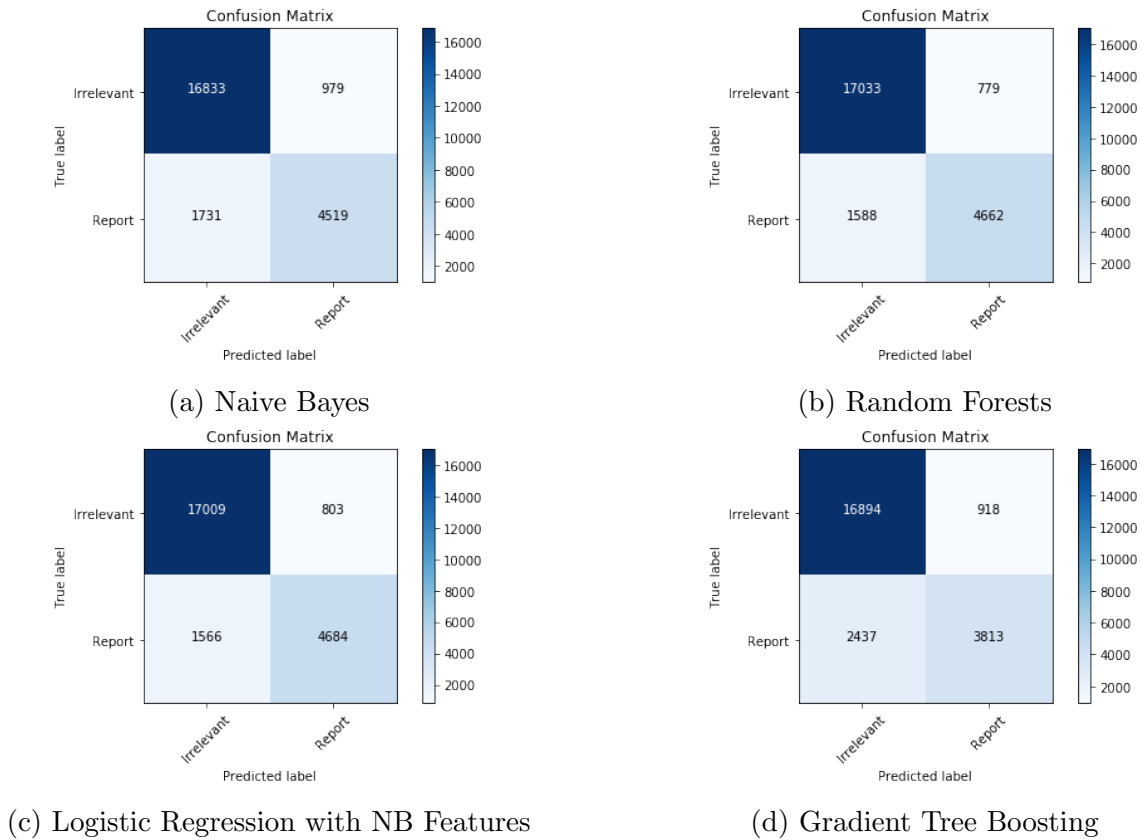 Confusion Matrix
Irrelevant
Report
True label
16833
979
1731
4519
Irrelevant
Report
Predicted label
16000
14000
12000
10000
8000
6000
4000
2000
(a) Naive Bayes
Confusion Matrix
Irrelevant
Report
True label
17033
779
1588
4662
Irrelevant
Report
Predicted label
16000
14000
12000
10000
8000
6000
4000
2000
(b) Random Forests
Confusion Matrix
Irrelevant
Report
True label
17009
803
1566
4684
Irrelevant
Report
Predicted label
16000
14000
12000
10000
8000
6000
4000
2000
(c) Logistic Regression with NB Features
Confusion Matrix
Irrelevant
Report
True label
16894
918
2437
3813
Irrelevant
Report
Predicted label
16000
14000
12000
10000
8000
6000
4000
2000
(d) Gradient Tree Boosting